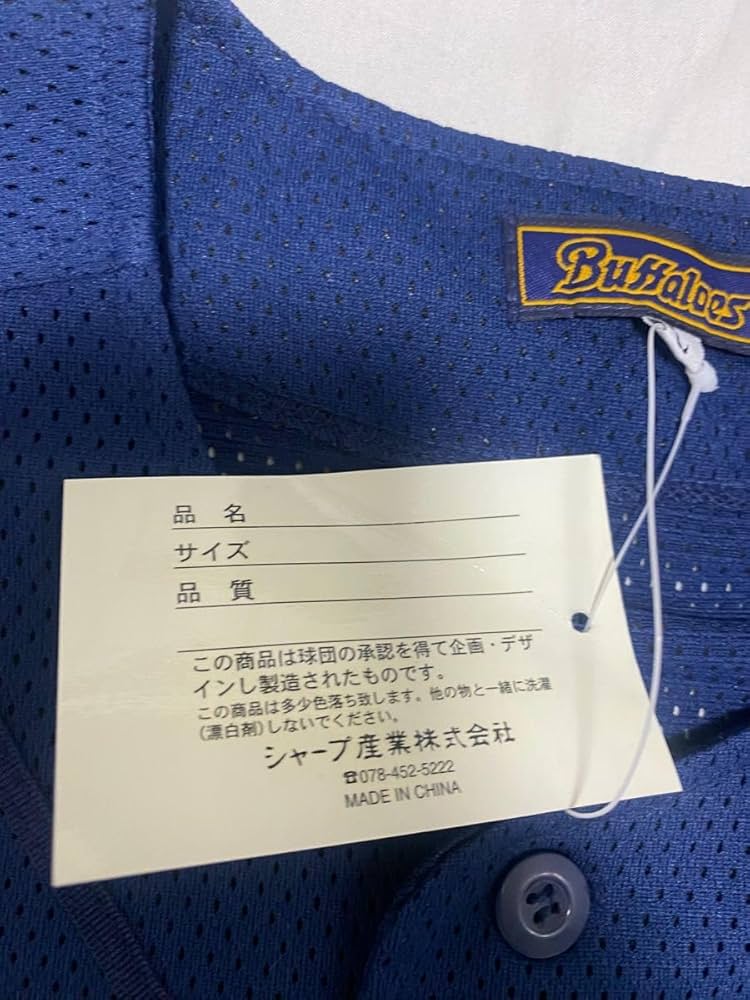 Buffaloes
品 名
サイズ
品 質
この商品は球団の承認を得て企画・デザ
インし製造されたものです。
この商品は多少色落ち致します。他の物と一緒に洗濯
(漂白剤)しないでください。
シャープ産業株式会社
☎078-452-5222
MADE IN CHINA